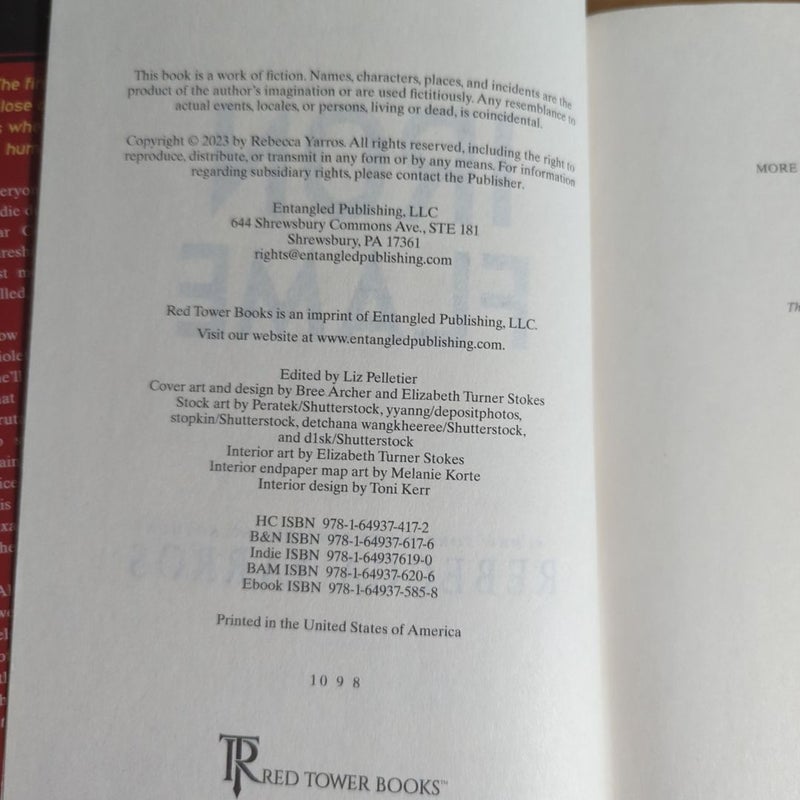 This book is a work of fiction. Names, characters, places, and incidents are the
product of the author's imagination or are used fictitiously. Any resemblance to
actual events, locales, or persons, living or dead, is coincidental.
Copyright © 2023 by Rebecca Yarros. All rights reserved, including the right to
reproduce, distribute, or transmit in any form or by any means. For information
regarding subsidiary rights, please contact the Publisher.
Entangled Publishing, LLC
644 Shrewsbury Commons Ave., STE 181
Shrewsbury, PA 17361
rights@entangledpublishing.com
Red Tower Books is an imprint of Entangled Publishing, LLC.
Visit our website at www.entangledpublishing.com.
Edited by Liz Pelletier
Cover art and design by Bree Archer and Elizabeth Turner Stokes
Stock art by Peratek/Shutterstock, yyanng/depositphotos,
stopkin/Shutterstock, detchana wangkheeree/Shutterstock,
and d1sk/Shutterstock
Interior art by Elizabeth Turner Stokes
Interior endpaper map art by Melanie Korte
Interior design by Toni Kerr
HC ISBN 978-1-64937-417-2
B&N ISBN 978-1-64937-617-6
Indie ISBN 978-1-64937619-0
BAM ISBN 978-1-64937-620-6
Ebook ISBN 978-1-64937-585-8
Printed in the United States of America
10 9 8
TR RED TOWER BOOKS™
MORE